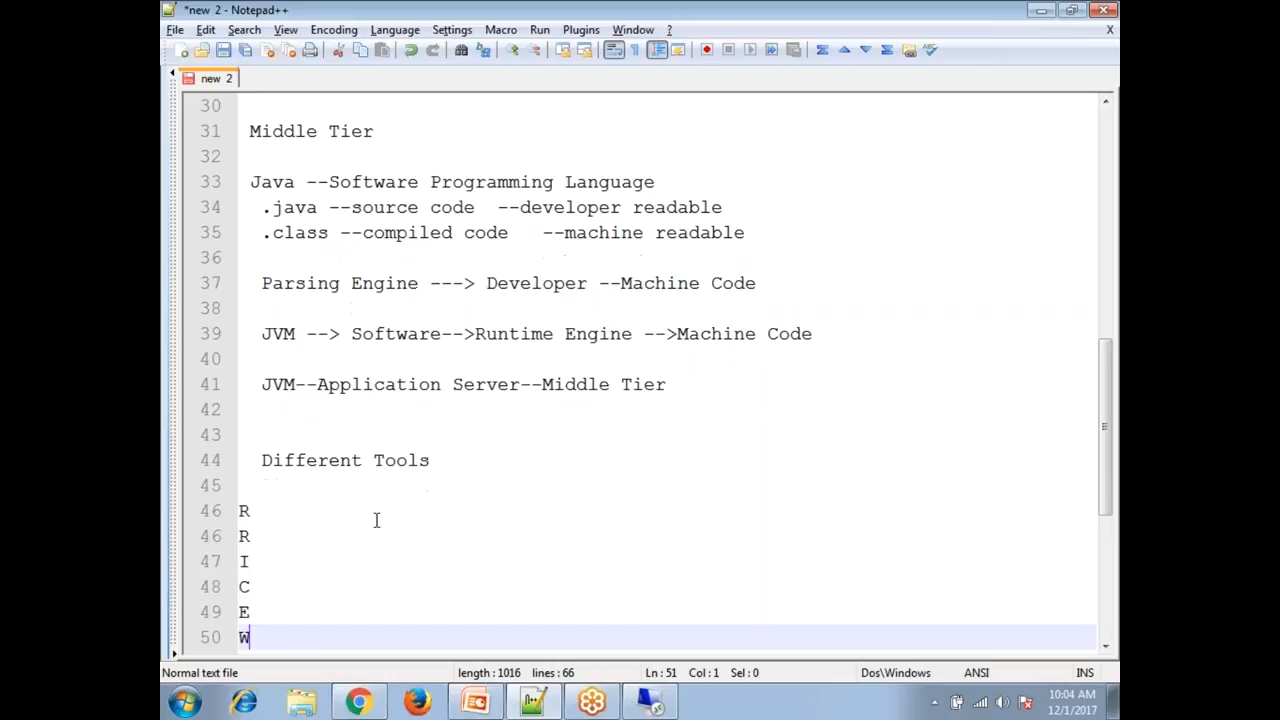 *new 2 - Notepad++
File Edit Search View Encoding Language Settings Macro Run Plugins Window ? X
new 2
30
31 Middle Tier
32
33 Java --Software Programming Language
34 .java --source code --developer readable
35 .class --compiled code --machine readable
36
37 Parsing Engine ---> Developer --Machine Code
38
39 JVM --> Software-->Runtime Engine -->Machine Code
40
41 JVM--Application Server--Middle Tier
42
43
44 Different Tools
45
46 R
46 R
47 I
48 C
49 E
50 W
Normal text file length : 1016 lines : 66 Ln : 51 Col : 1 Sel : 0 Dos\Windows ANSI INS
10:04 AM
12/1/2017